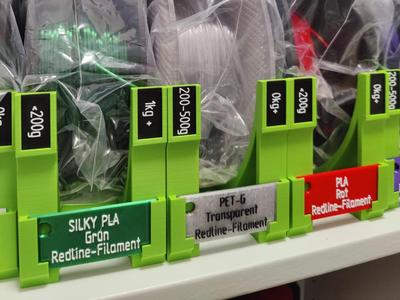 <200g
1kg +
200-500g
0kg+
<200g
0kg+
200-500g
SILKY PLA
Grün
Redline-Filament
PET-G
Transparent
Redline-Filament
PLA
Rot
Redline-Filament